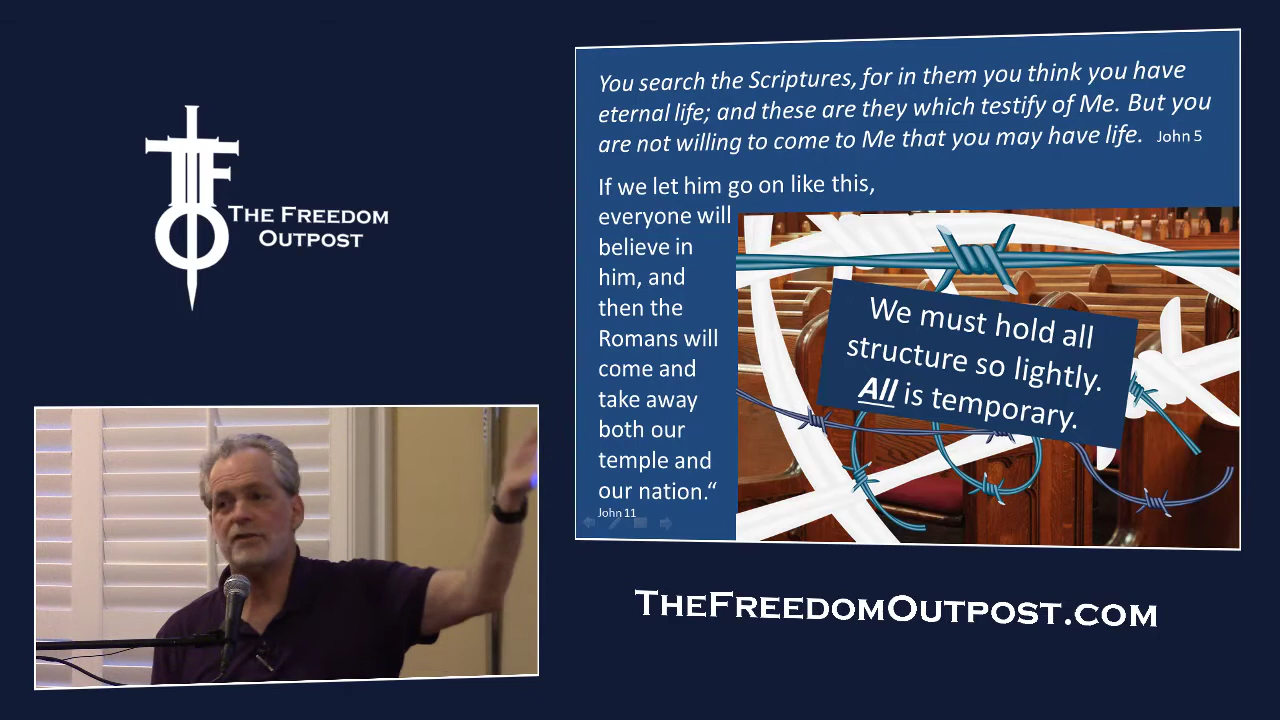 THE FREEDOM
OUTPOST
You search the Scriptures, for in them you think you have
eternal life; and these are they which testify of Me. But you
are not willing to come to Me that you may have life. John 5
If we let him go on like this,
everyone will
believe in
him, and
then the
Romans will
come and
take away
both our
temple and
our nation.“
John 11
We must hold all
structure so lightly.
All is temporary.
THEFREEDOMOUTPOST.COM